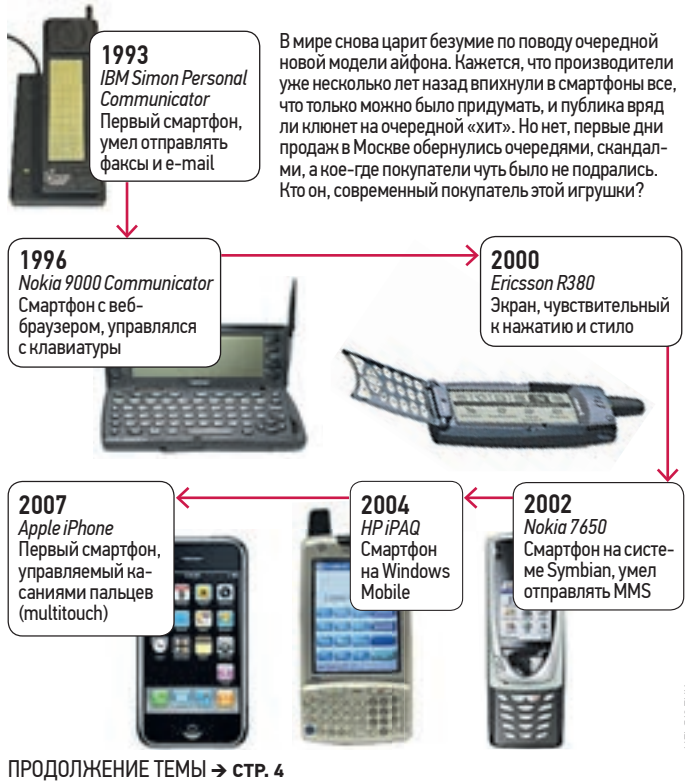 1993
IBM Simon Personal
Communicator
Первый смартфон,
умел отправлять
факсы и e-mail
В мире снова царит безумие по поводу очередной
новой модели айфона. Кажется, что производители
уже несколько лет назад впихнули в смартфоны все,
что только можно было придумать, и публика вряд
ли клюнет на очередной «хит». Но нет, первые дни
продаж в Москве обернулись очередями, скандал-
ми, а кое-где покупатели чуть было не подрались.
Кто он, современный покупатель этой игрушки?
1996
Nokia 9000 Communicator
Смартфон с веб-
браузером, управлялся
с клавиатуры
2000
Ericsson R380
Экран, чувствительный
к нажатию и стило
2002
Nokia 7650
Смартфон на систе-
ме Symbian, умел
отправлять MMS
2004
HP iPAQ
Смартфон
на Windows
Mobile
2007
Apple iPhone
Первый смартфон,
управляемый ка-
саниями пальцев
(multitouch)
ПРОДОЛЖЕНИЕ ТЕМЫ → СТР. 4